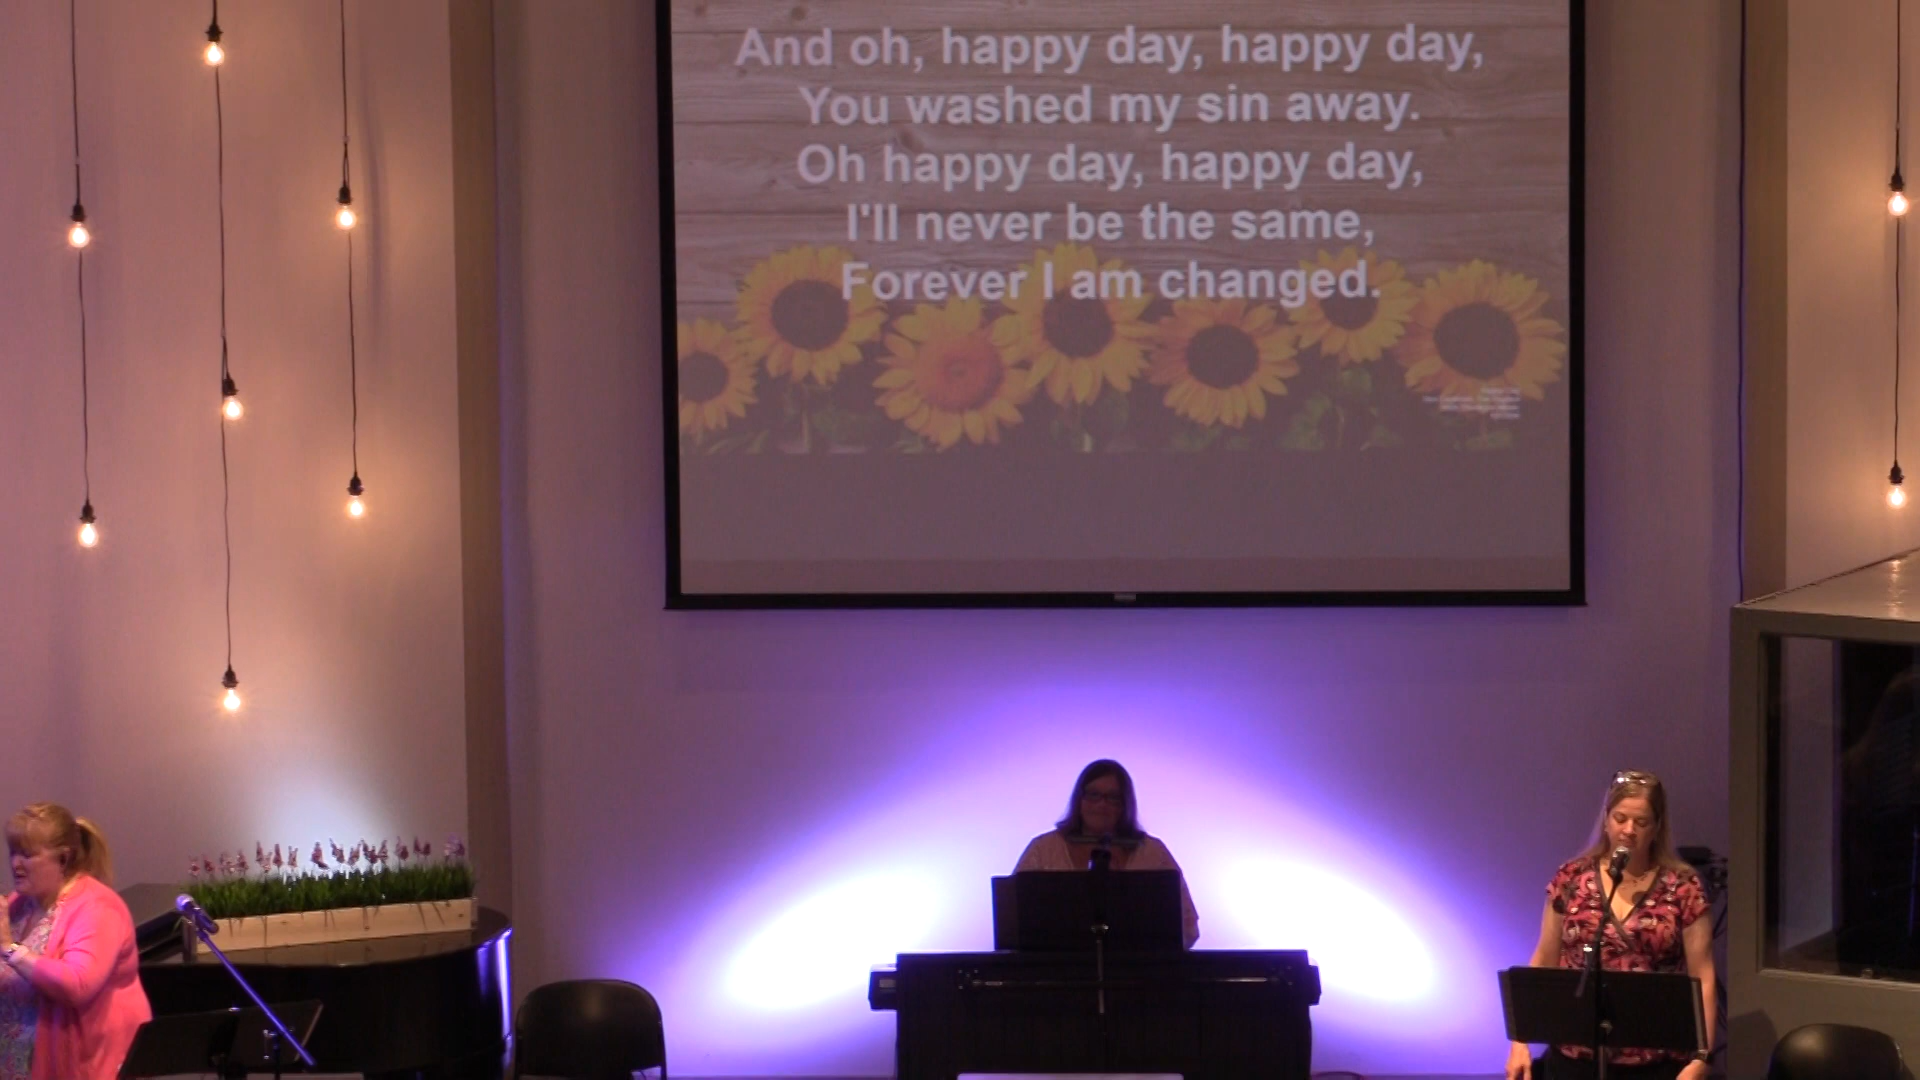 And oh, happy day, happy day,
You washed my sin away.
Oh happy day, happy day,
I'll never be the same,
Forever I am changed.